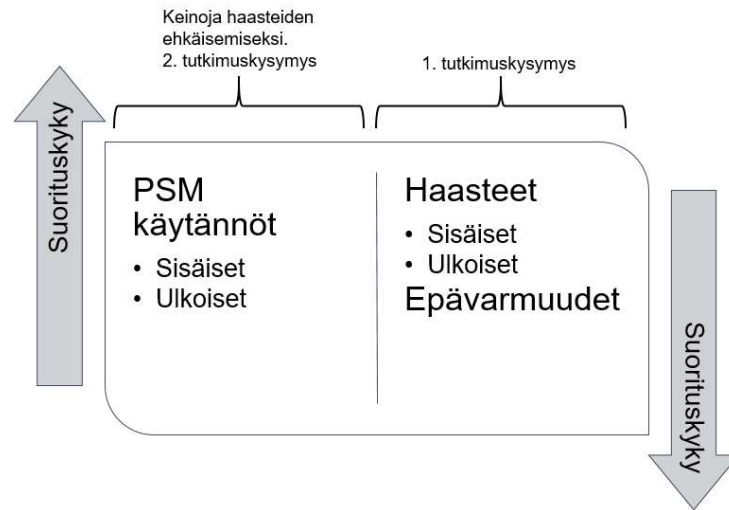 Keinoja haasteiden
ehkäisemiseksi.
2. tutkimuskysymys
1. tutkimuskysymys
Suorituskyky
PSM
käytännöt
• Sisäiset
• Ulkoiset
Haasteet
• Sisäiset
• Ulkoiset
Epävarmuudet
Suorituskyky